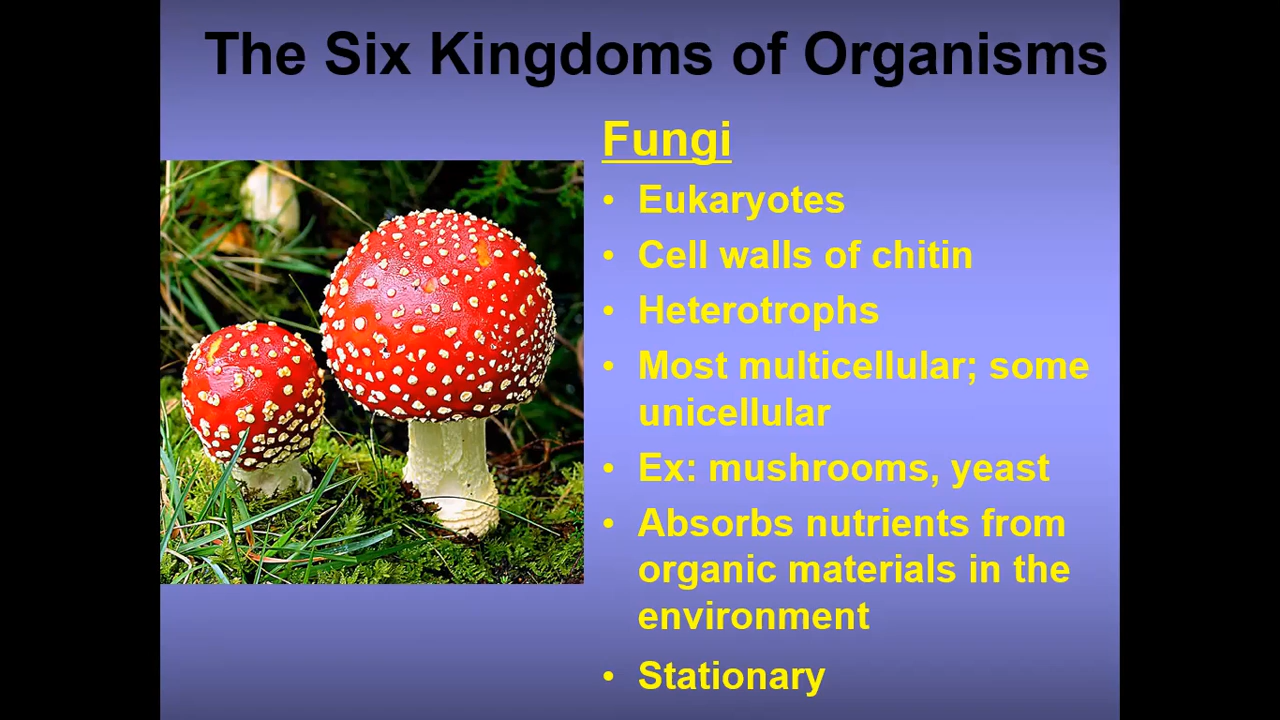 The Six Kingdoms of Organisms
Fungi
• Eukaryotes
• Cell walls of chitin
• Heterotrophs
• Most multicellular; some
unicellular
• Ex: mushrooms, yeast
• Absorbs nutrients from
organic materials in the
environment
• Stationary